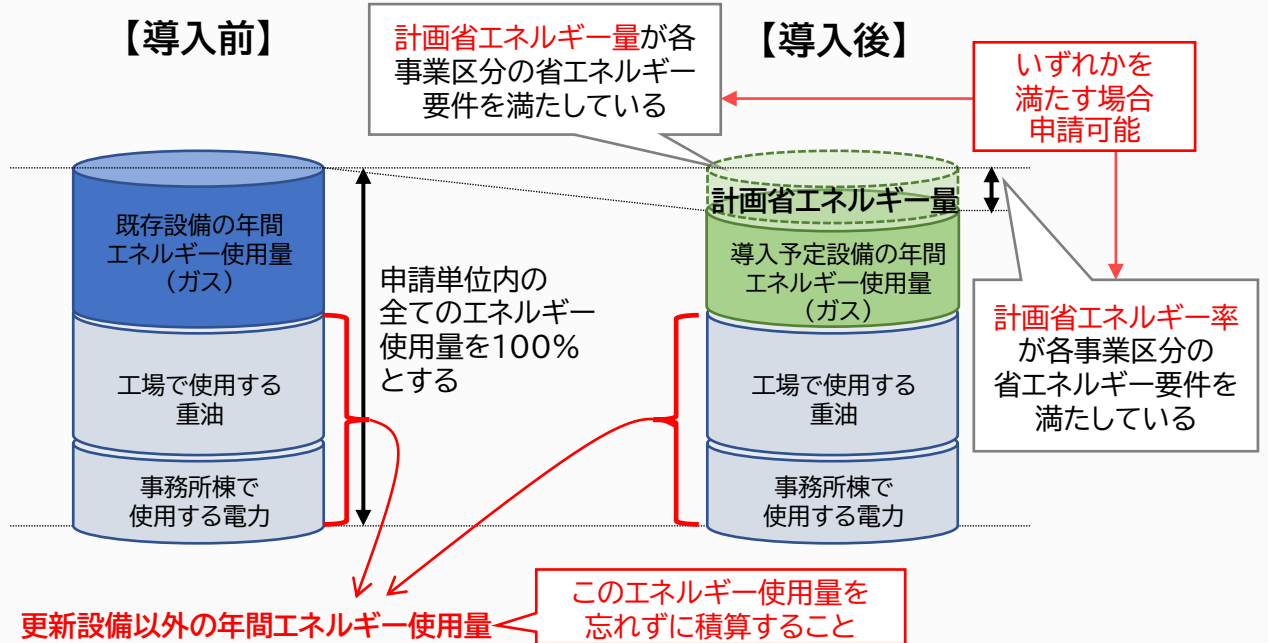 【導入前】
計画省エネルギー量が各
事業区分の省エネルギー
要件を満たしている
【導入後】
いずれかを
満たす場合
申請可能
既存設備の年間
エネルギー使用量
（ガス）
申請単位内の
全てのエネルギー
使用量を100%
とする
計画省エネルギー量
導入予定設備の年間
エネルギー使用量
（ガス）
計画省エネルギー率
が各事業区分の
省エネルギー要件を
満たしている
工場で使用する
重油
工場で使用する
重油
事務所棟で
使用する電力
事務所棟で
使用する電力
更新設備以外の年間エネルギー使用量
このエネルギー使用量を
忘れずに積算すること